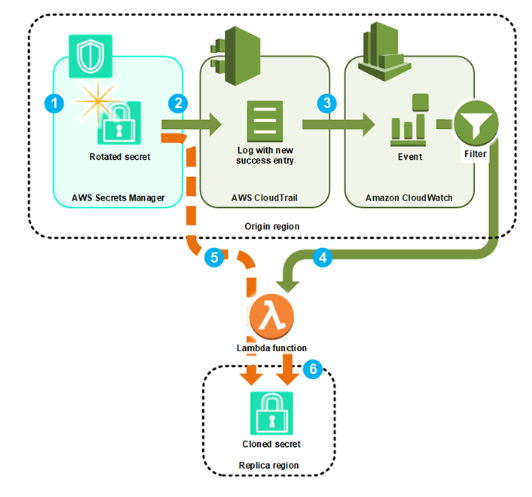 1
2
3
Rotated secret
Log with new
success entry
Event
Filter
AWS Secrets Manager
AWS CloudTrail
Amazon CloudWatch
Origin region
5
4
λ
Lambda function
6
Cloned secret
Replica region